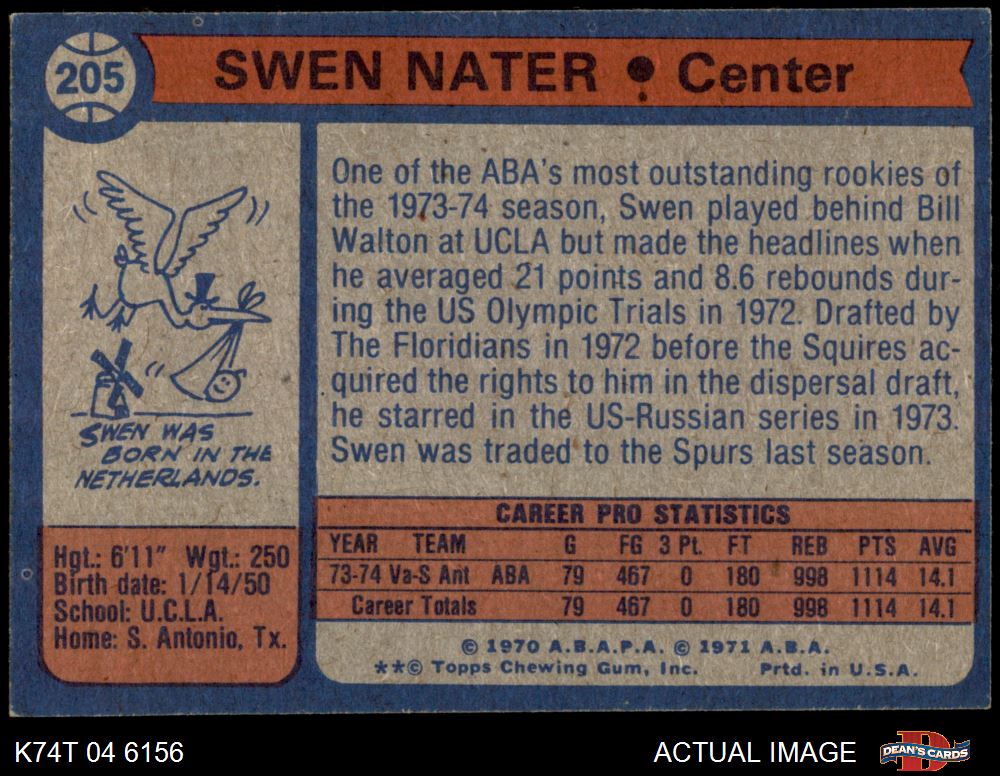 205
SWEN NATER • Center
SWEN WAS
BORN IN THE
NETHERLANDS.
Hgt.: 6'11" Wgt.: 250
Birth date: 1/14/50
School: U.C.L.A.
Home: S. Antonio, Tx.
One of the ABA's most outstanding rookies of
the 1973-74 season, Swen played behind Bill
Walton at UCLA but made the headlines when
he averaged 21 points and 8.6 rebounds dur-
ing the US Olympic Trials in 1972. Drafted by
The Floridians in 1972 before the Squires ac-
quired the rights to him in the dispersal draft,
he starred in the US-Russian series in 1973.
Swen was traded to the Spurs last season.
CAREER PRO STATISTICS
YEAR TEAM G FG 3 Pt. FT REB PTS AVG
73-74 Va-S Ant ABA 79 467 0 180 998 1114 14.1
Career Totals 79 467 0 180 998 1114 14.1
© 1970 A.B.A.P.A. © 1971 A.B.A.
**© Topps Chewing Gum, Inc. Prtd. in U.S.A.
K74T 04 6156
ACTUAL IMAGE
D
DEAN'S CARDS